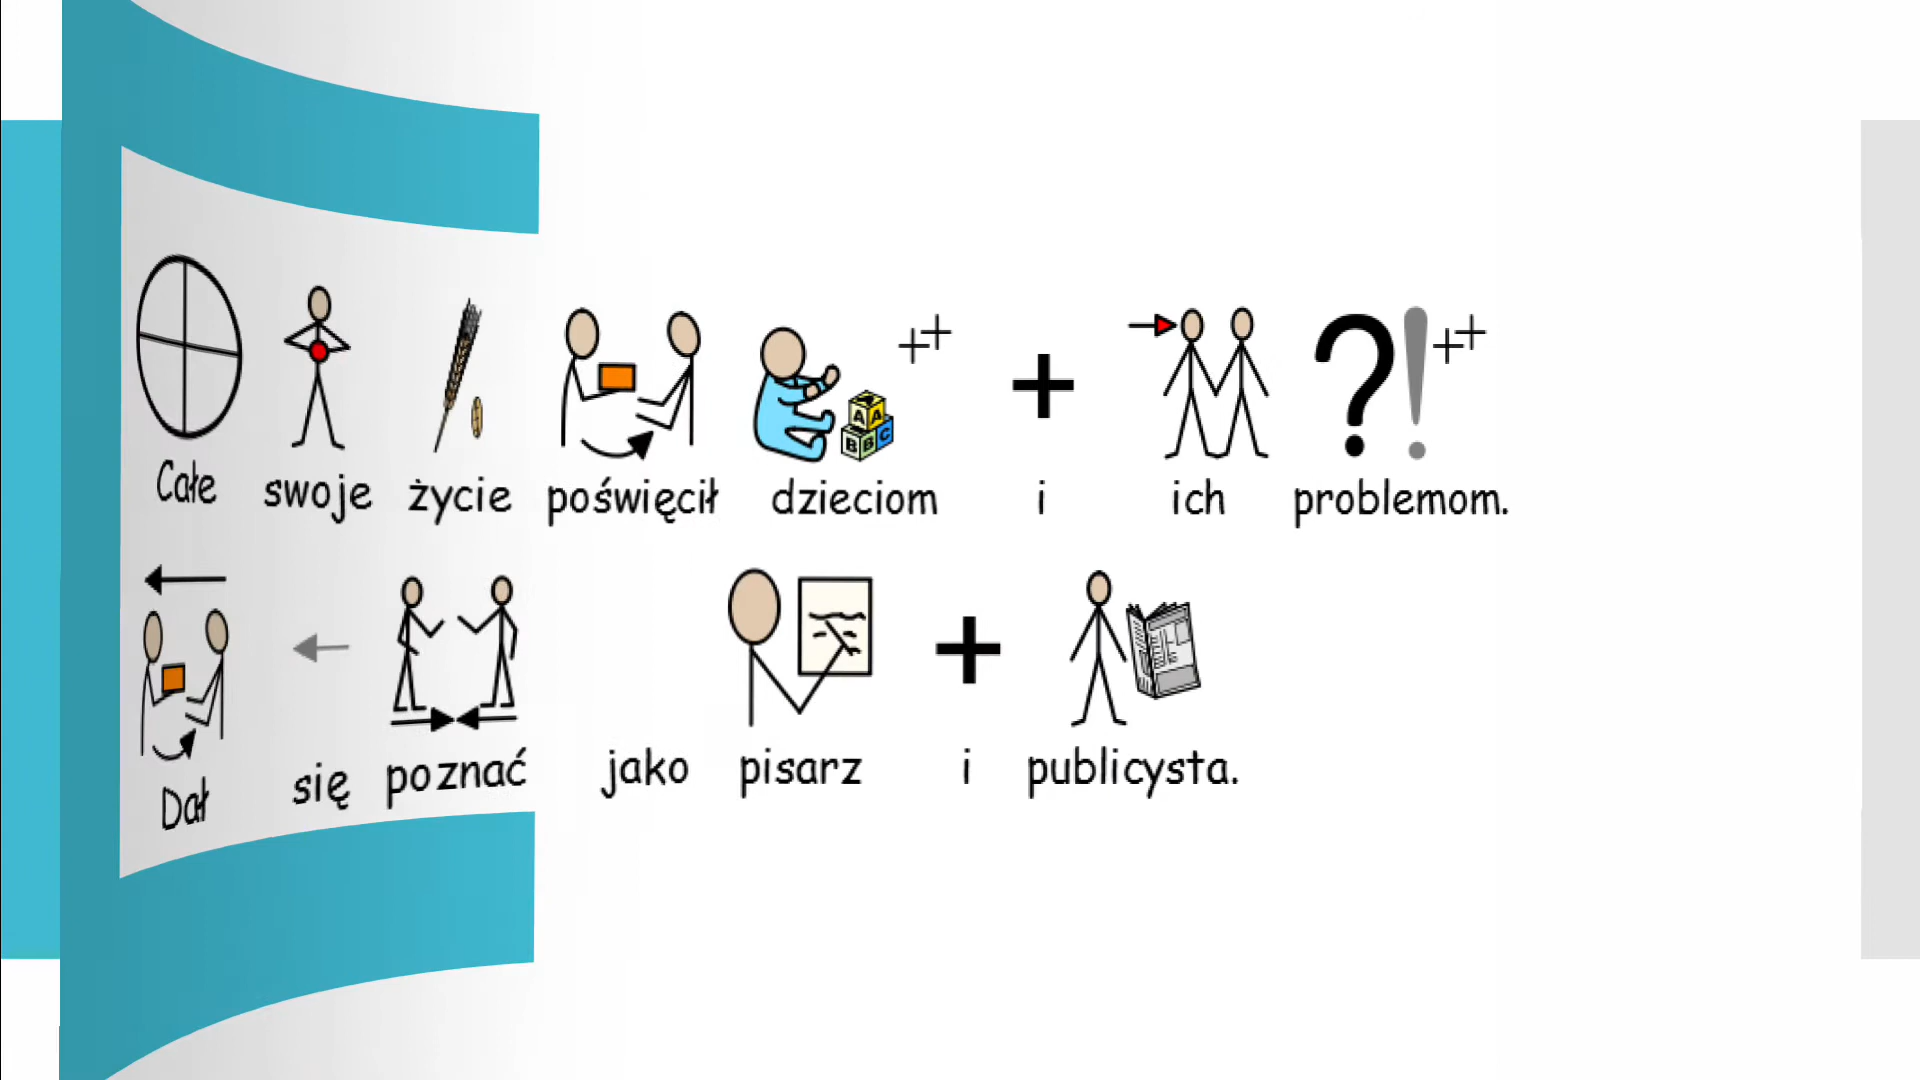 Całe swoje życie poświęcił dzieciom i ich problemom.
Dał się poznać jako pisarz i publicysta.